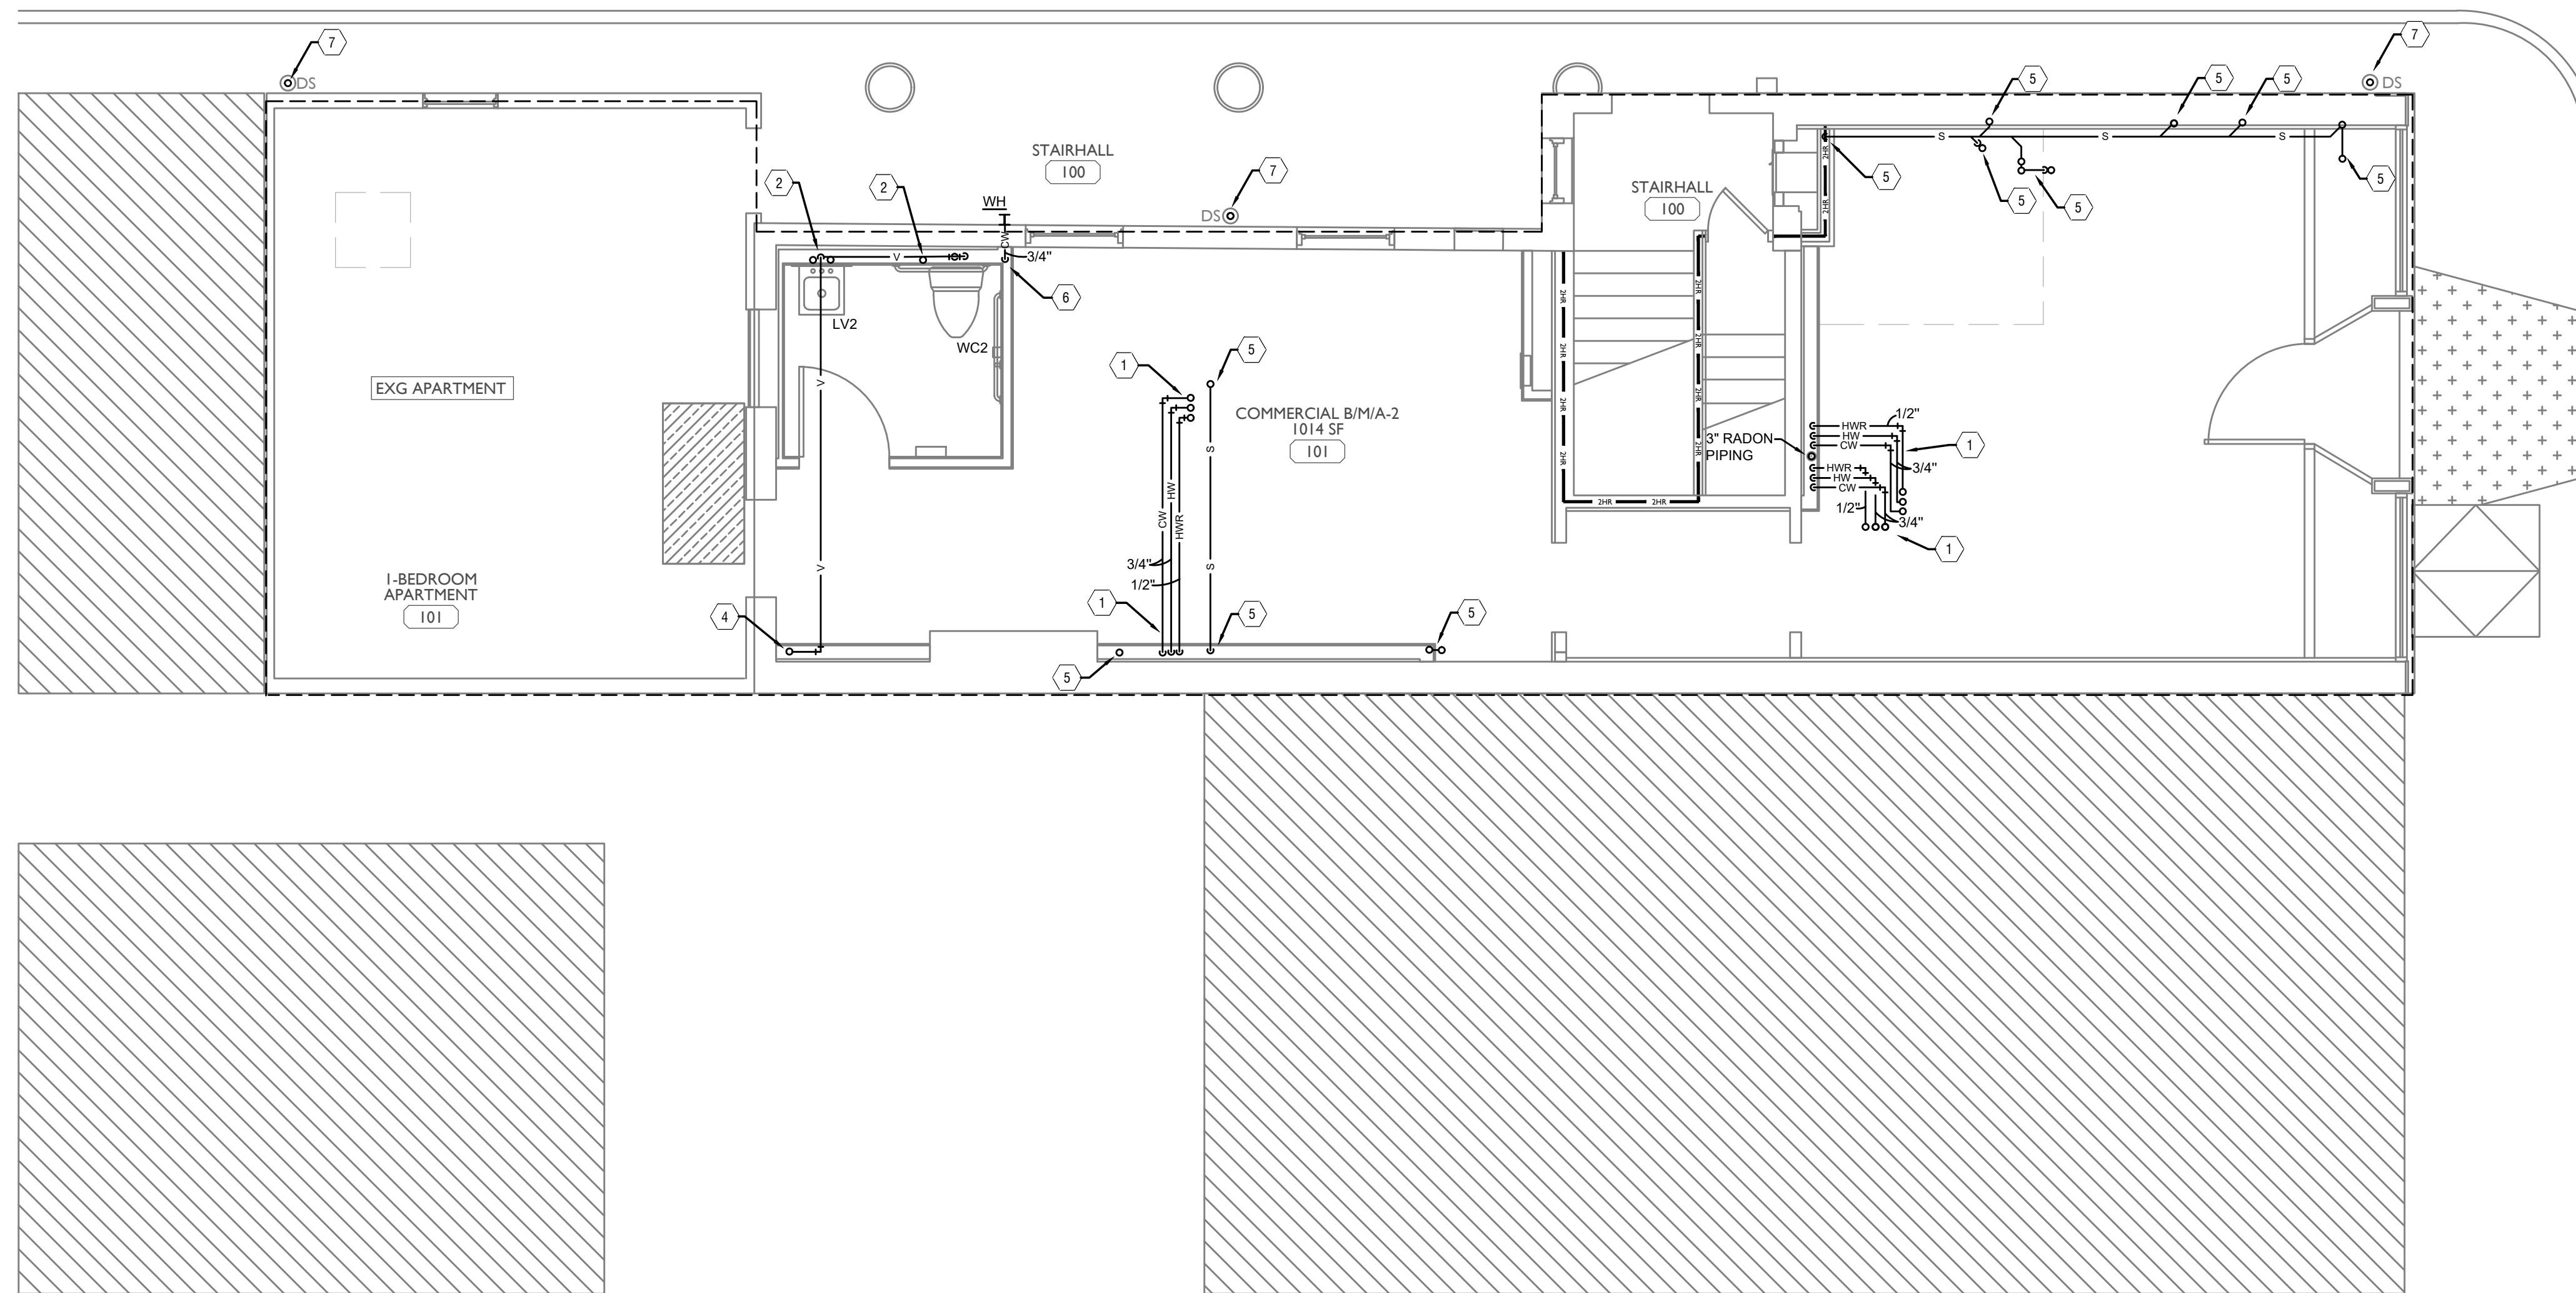 7
7
DS
DS
5
5
5
S
S
S
2HR
2HR
STAIRHALL
100
7
DS
2
2
WH
CW
3/4"
6
V
STAIRHALL
100
5
5
5
5
LV2
WC2
V
V
EXG APARTMENT
1
5
COMMERCIAL B/M/A-2
1014 SF
101
S
S
CW
HW
HWR
3/4"
1/2"
2HR
2HR
2HR
2HR
2HR
2HR
2HR
2HR
3" RADON
PIPING
1/2"
HWR
HW
CW
1
3/4"
HWR
HW
CW
1/2"
3/4"
1
1-BEDROOM
APARTMENT
101
4
1
5
5
5